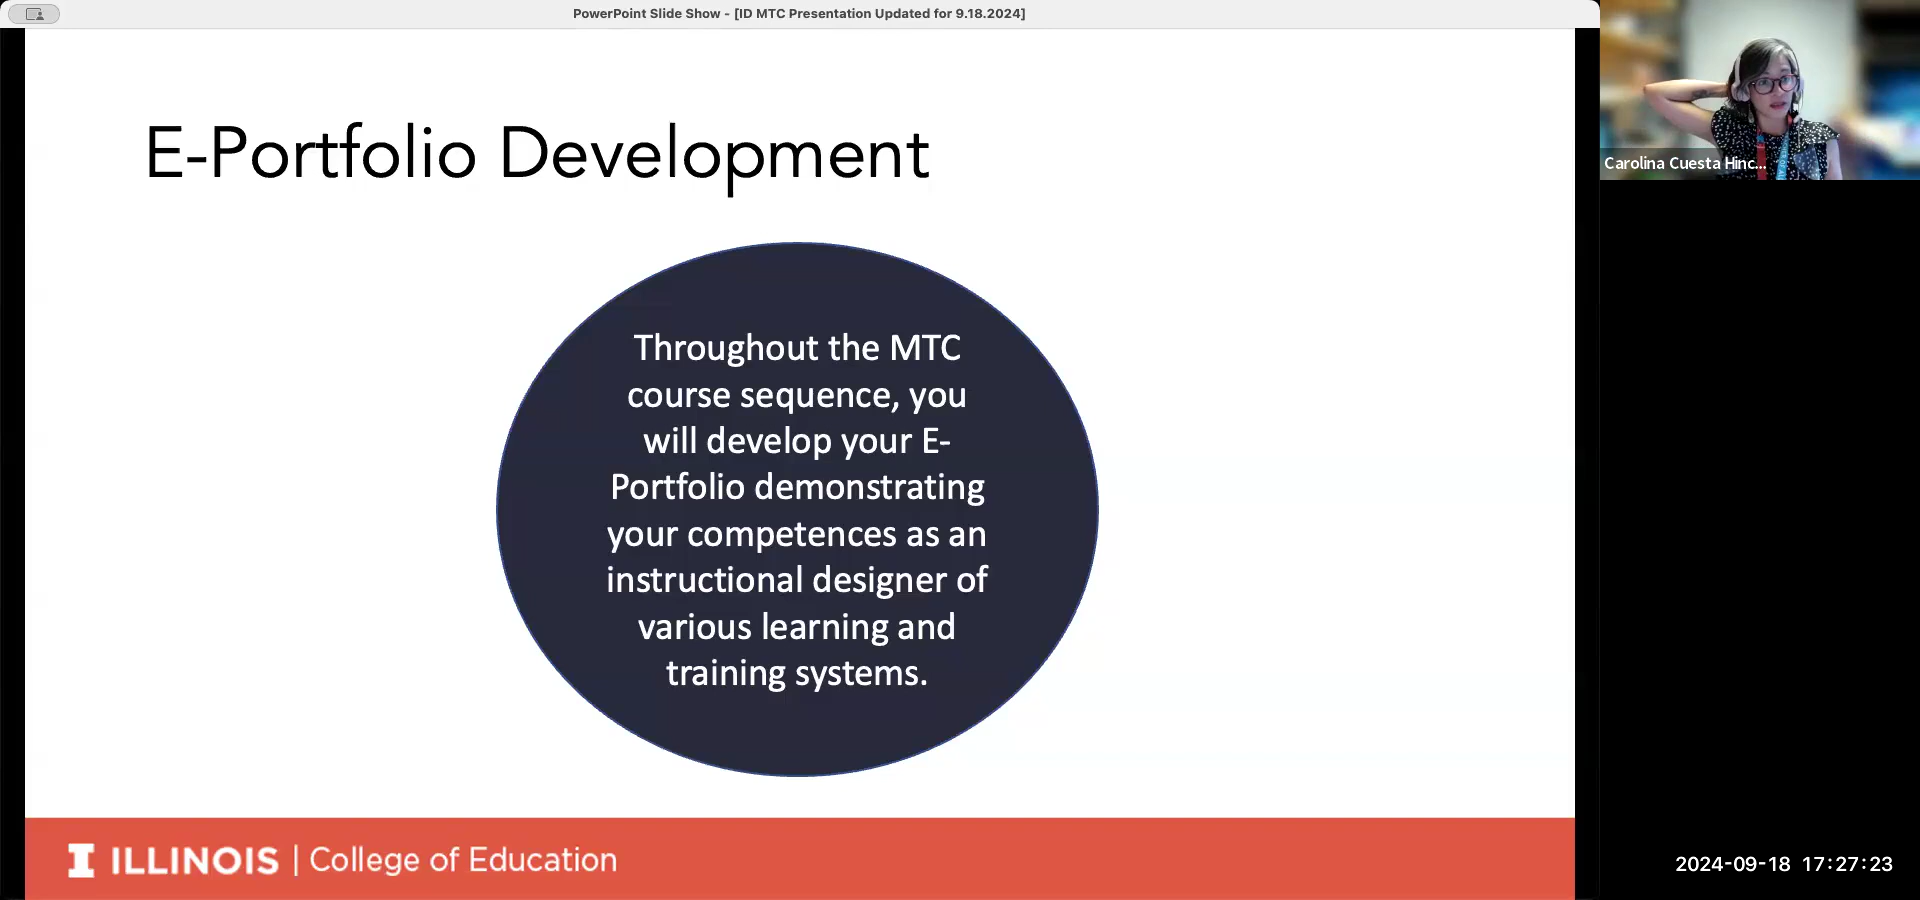 PowerPoint Slide Show - [ID MTC Presentation Updated for 9.18.2024]
E-Portfolio Development
Throughout the MTC
course sequence, you
will develop your E-
Portfolio demonstrating
your competences as an
instructional designer of
various learning and
training systems.
I ILLINOIS | College of Education
Carolina Cuesta Hinc...
2024-09-18 17:27:23